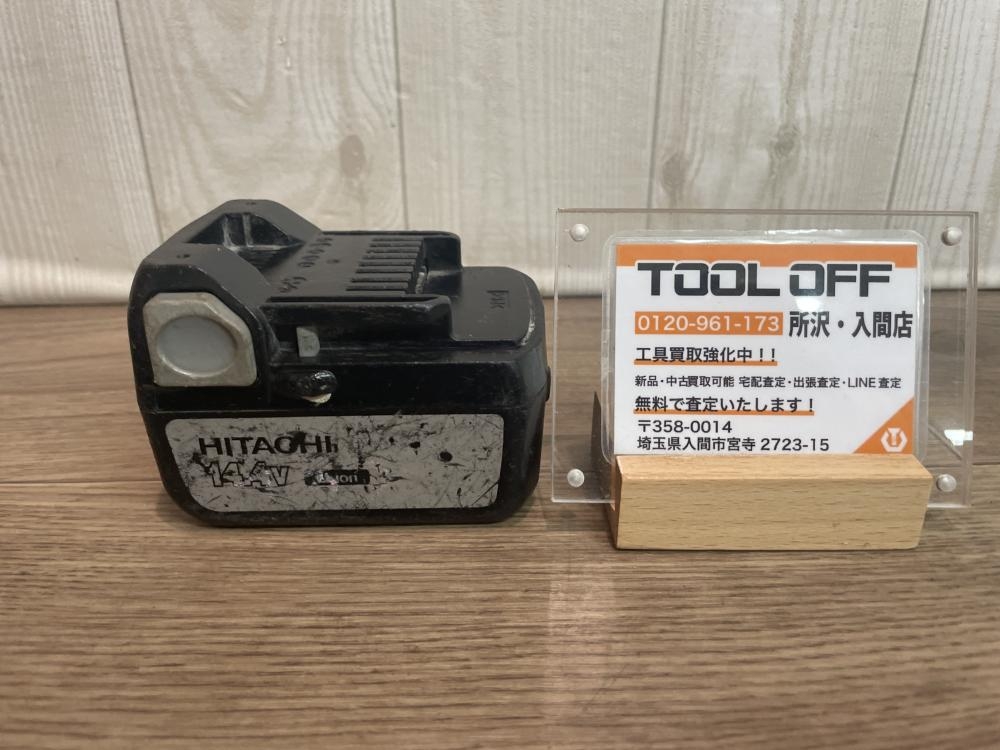 HITACHI
14.4V
Li-ion
TOOL OFF
0120-961-173 所沢・入間店
工具買取強化中！！
新品・中古買取可能 宅配査定・出張査定・LINE査定
無料で査定いたします！
〒358-0014
埼玉県入間市宮寺 2723-15